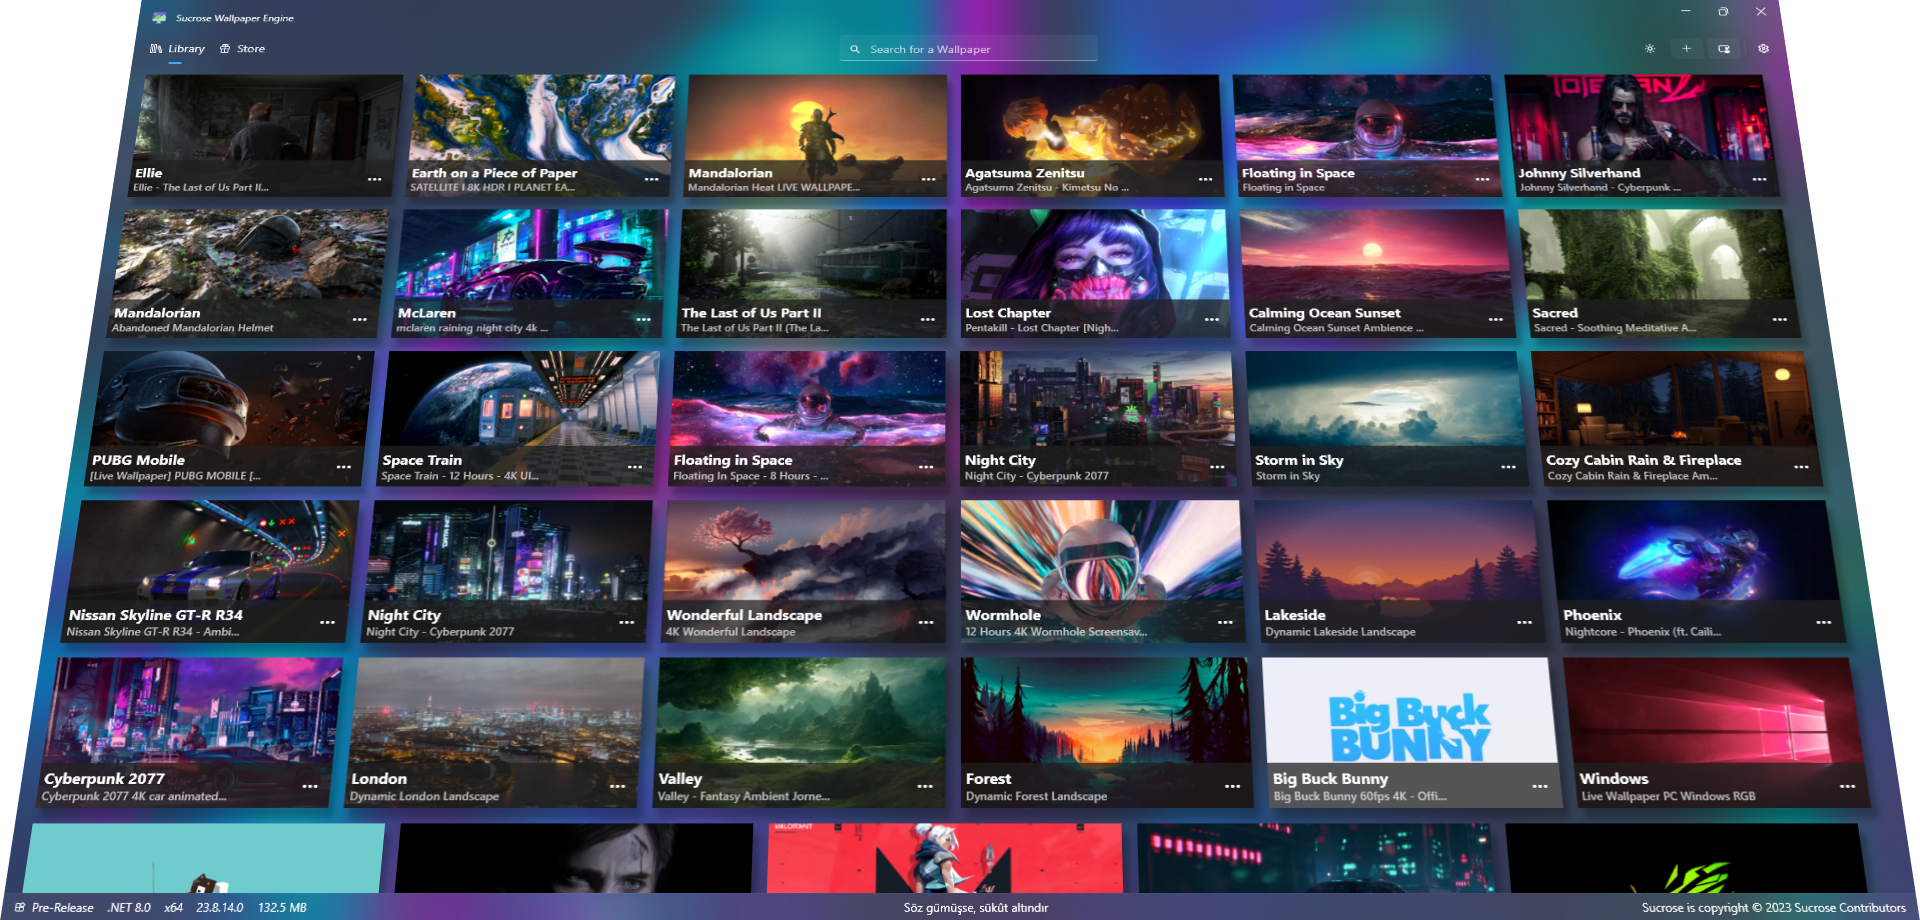 Sucrose Wallpaper Engine
Library
Store
Search for a Wallpaper
Ellie
Ellie - The Last of Us Part II...
Earth on a Piece of Paper
SATELLITE I 8K HDR I PLANET EA...
Mandalorian
Mandalorian Heat LIVE WALLPAPE...
Agatsuma Zenitsu
Agatsuma Zenitsu - Kimetsu No ...
Floating in Space
Floating in Space
Johnny Silverhand
Johnny Silverhand - Cyberpunk ...
Mandalorian
Abandoned Mandalorian Helmet
McLaren
mclaren raining night city 4k ...
The Last of Us Part II
The Last of Us Part II (The La...
Lost Chapter
Pentakill - Lost Chapter [Nigh...
Calming Ocean Sunset
Calming Ocean Sunset Ambience ...
Sacred
Sacred - Soothing Meditative A...
PUBG Mobile
[Live Wallpaper] PUBG MOBILE [...
Space Train
Space Train - 12 Hours - 4K Ul...
Floating in Space
Floating In Space - 8 Hours - ...
Night City
Night City - Cyberpunk 2077
Storm in Sky
Storm in Sky
Cozy Cabin Rain & Fireplace
Cozy Cabin Rain & Fireplace Am...
Nissan Skyline GT-R R34
Nissan Skyline GT-R R34 - Ambi...
Night City
Night City - Cyberpunk 2077
Wonderful Landscape
4K Wonderful Landscape
Wormhole
12 Hours 4K Wormhole Screensav...
Lakeside
Dynamic Lakeside Landscape
Phoenix
Nightcore - Phoenix (ft. Caili...
Cyberpunk 2077
Cyberpunk 2077 4K car animated...
London
Dynamic London Landscape
Valley
Valley - Fantasy Ambient Jorne...
Forest
Dynamic Forest Landscape
Big Buck
BUNNY
Big Buck Bunny
Big Buck Bunny 60fps 4K - Offi...
Windows
Live Wallpaper PC Windows RGB
VALORANT
Pre-Release .NET 8.0 x64 23.8.14.0 132.5 MB
Söz gümüşse, sükût altındır
Sucrose is copyright © 2023 Sucrose Contributors